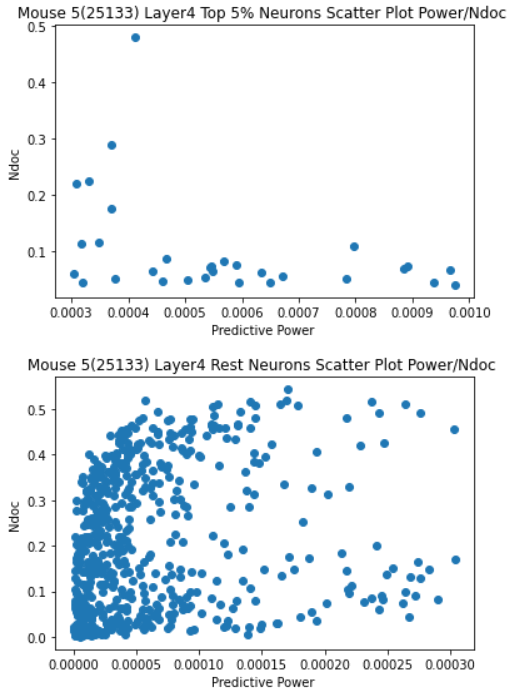 Mouse 5(25133) Layer4 Top 5% Neurons Scatter Plot Power/Ndoc
0.5
0.4
0.3
0.2
0.1
Ndoc
0.0003 0.0004 0.0005 0.0006 0.0007 0.0008 0.0009 0.0010
Predictive Power
Mouse 5(25133) Layer4 Rest Neurons Scatter Plot Power/Ndoc
0.5
0.4
0.3
0.2
0.1
0.0
Ndoc
0.00000 0.00005 0.00010 0.00015 0.00020 0.00025 0.00030
Predictive Power